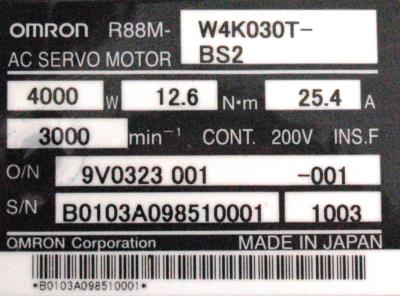 OMRON R88M- W4K030T-
AC SERVO MOTOR BS2
4000 W 12.6 N·m 25.4 A
3000 min⁻¹ CONT. 200V INS.F
O/N 9V0323 001 -001
S/N B0103A098510001 1003
OMRON Corporation MADE IN JAPAN
*B0103A098510001*